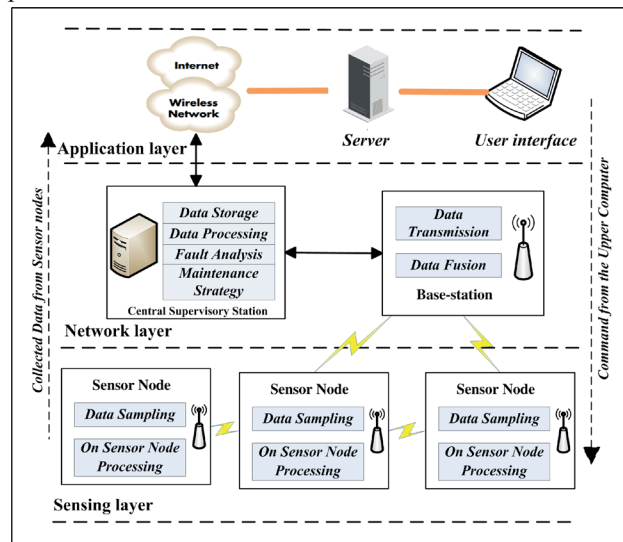 Internet
Wireless
Network
Server
User interface
Application layer
Collected Data from Sensor nodes
Command from the Upper Computer
Data Storage
Data Processing
Fault Analysis
Maintenance
Strategy
Central Supervisory Station
Data
Transmission
Data Fusion
Base-station
Network layer
Sensor Node
Data Sampling
On Sensor Node
Processing
Sensor Node
Data Sampling
On Sensor Node
Processing
Sensor Node
Data Sampling
On Sensor Node
Processing
Sensing layer